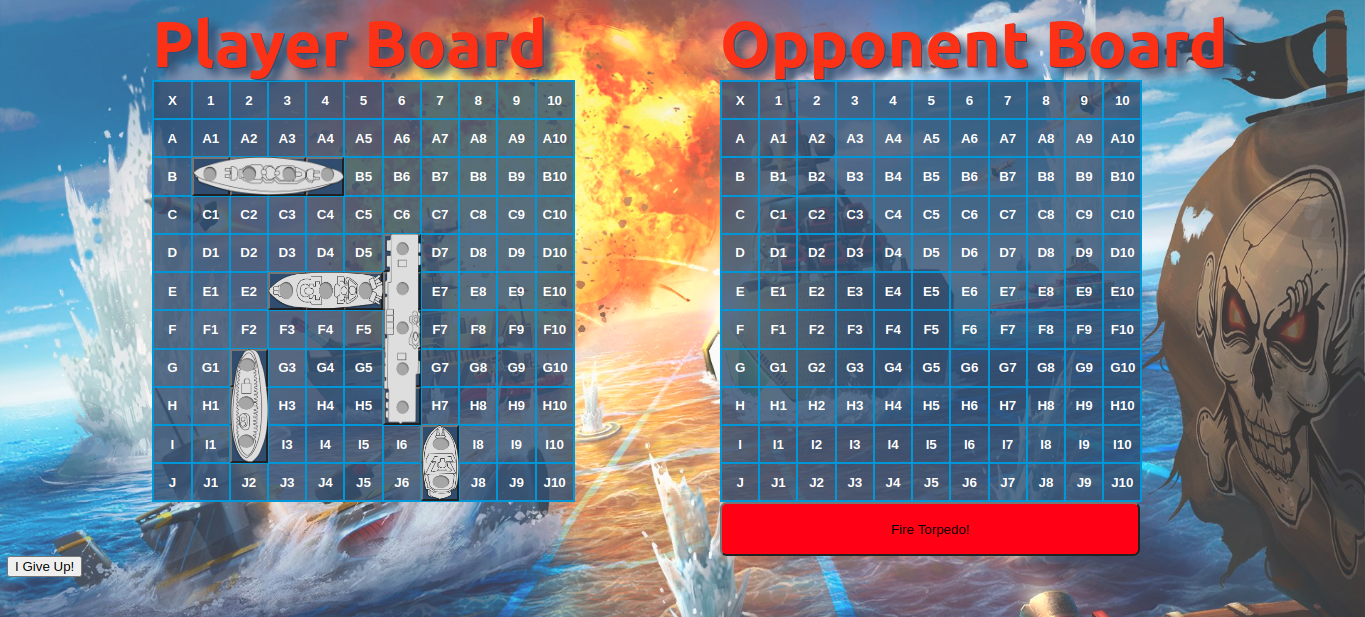 Player Board Opponent Board
X 1 2 3 4 5 6 7 8 9 10 X 1 2 3 4 5 6 7 8 9 10
A A1 A2 A3 A4 A5 A6 A7 A8 A9 A10 A A1 A2 A3 A4 A5 A6 A7 A8 A9 A10
B B5 B6 B7 B8 B9 B10 B B1 B2 B3 B4 B5 B6 B7 B8 B9 B10
C C1 C2 C3 C4 C5 C6 C7 C8 C9 C10 C C1 C2 C3 C4 C5 C6 C7 C8 C9 C10
D D1 D2 D3 D4 D5 D7 D8 D9 D10 D D1 D2 D3 D4 D5 D6 D7 D8 D9 D10
E E1 E2 E7 E8 E9 E10 E E1 E2 E3 E4 E5 E6 E7 E8 E9 E10
F F1 F2 F3 F4 F5 F7 F8 F9 F10 F F1 F2 F3 F4 F5 F6 F7 F8 F9 F10
G G1 G3 G4 G5 G7 G8 G9 G10 G G1 G2 G3 G4 G5 G6 G7 G8 G9 G10
H H1 H3 H4 H5 H7 H8 H9 H10 H H1 H2 H3 H4 H5 H6 H7 H8 H9 H10
I I1 I3 I4 I5 I6 I8 I9 I10 I I1 I2 I3 I4 I5 I6 I7 I8 I9 I10
J J1 J2 J3 J4 J5 J6 J8 J9 J10 J J1 J2 J3 J4 J5 J6 J7 J8 J9 J10
Fire Torpedo!
I Give Up!